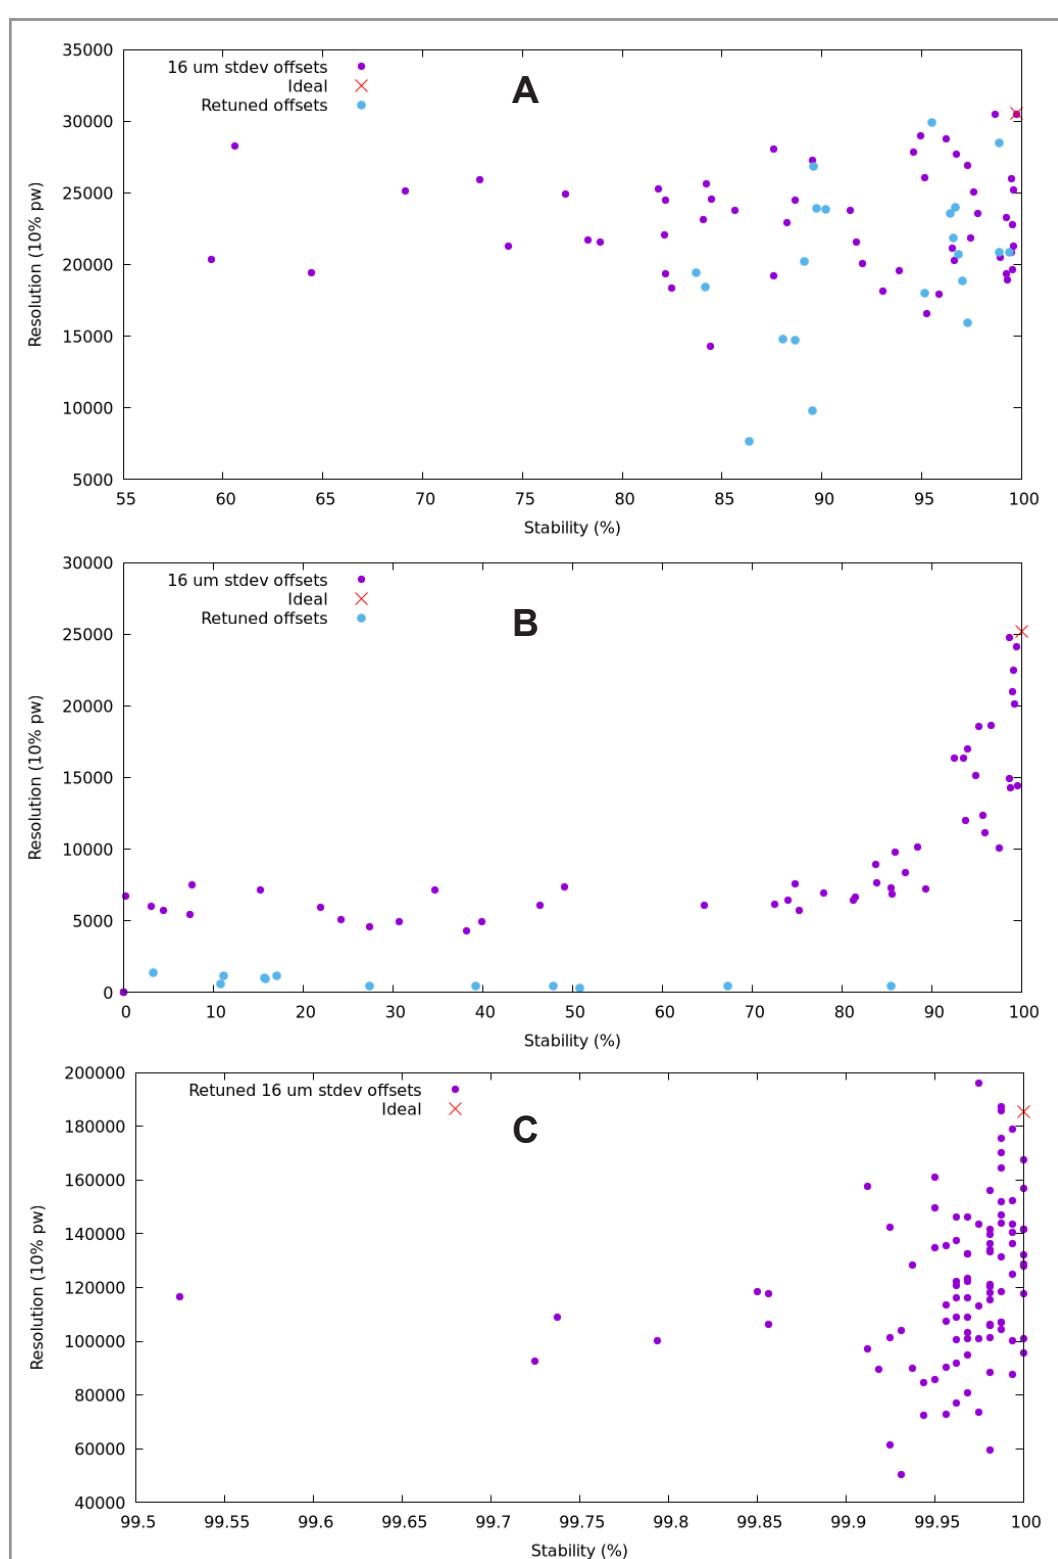 35000
16 um stdev offsets
Ideal
Retuned offsets
A
30000
25000
20000
15000
10000
5000
Resolution (10% pw)
55 60 65 70 75 80 85 90 95 100
Stability (%)
30000
16 um stdev offsets
Ideal
Retuned offsets
B
25000
20000
15000
10000
5000
0
Resolution (10% pw)
0 10 20 30 40 50 60 70 80 90 100
Stability (%)
200000
Retuned 16 um stdev offsets
Ideal
C
180000
160000
140000
120000
100000
80000
60000
40000
Resolution (10% pw)
99.5 99.55 99.6 99.65 99.7 99.75 99.8 99.85 99.9 99.95 100
Stability (%)